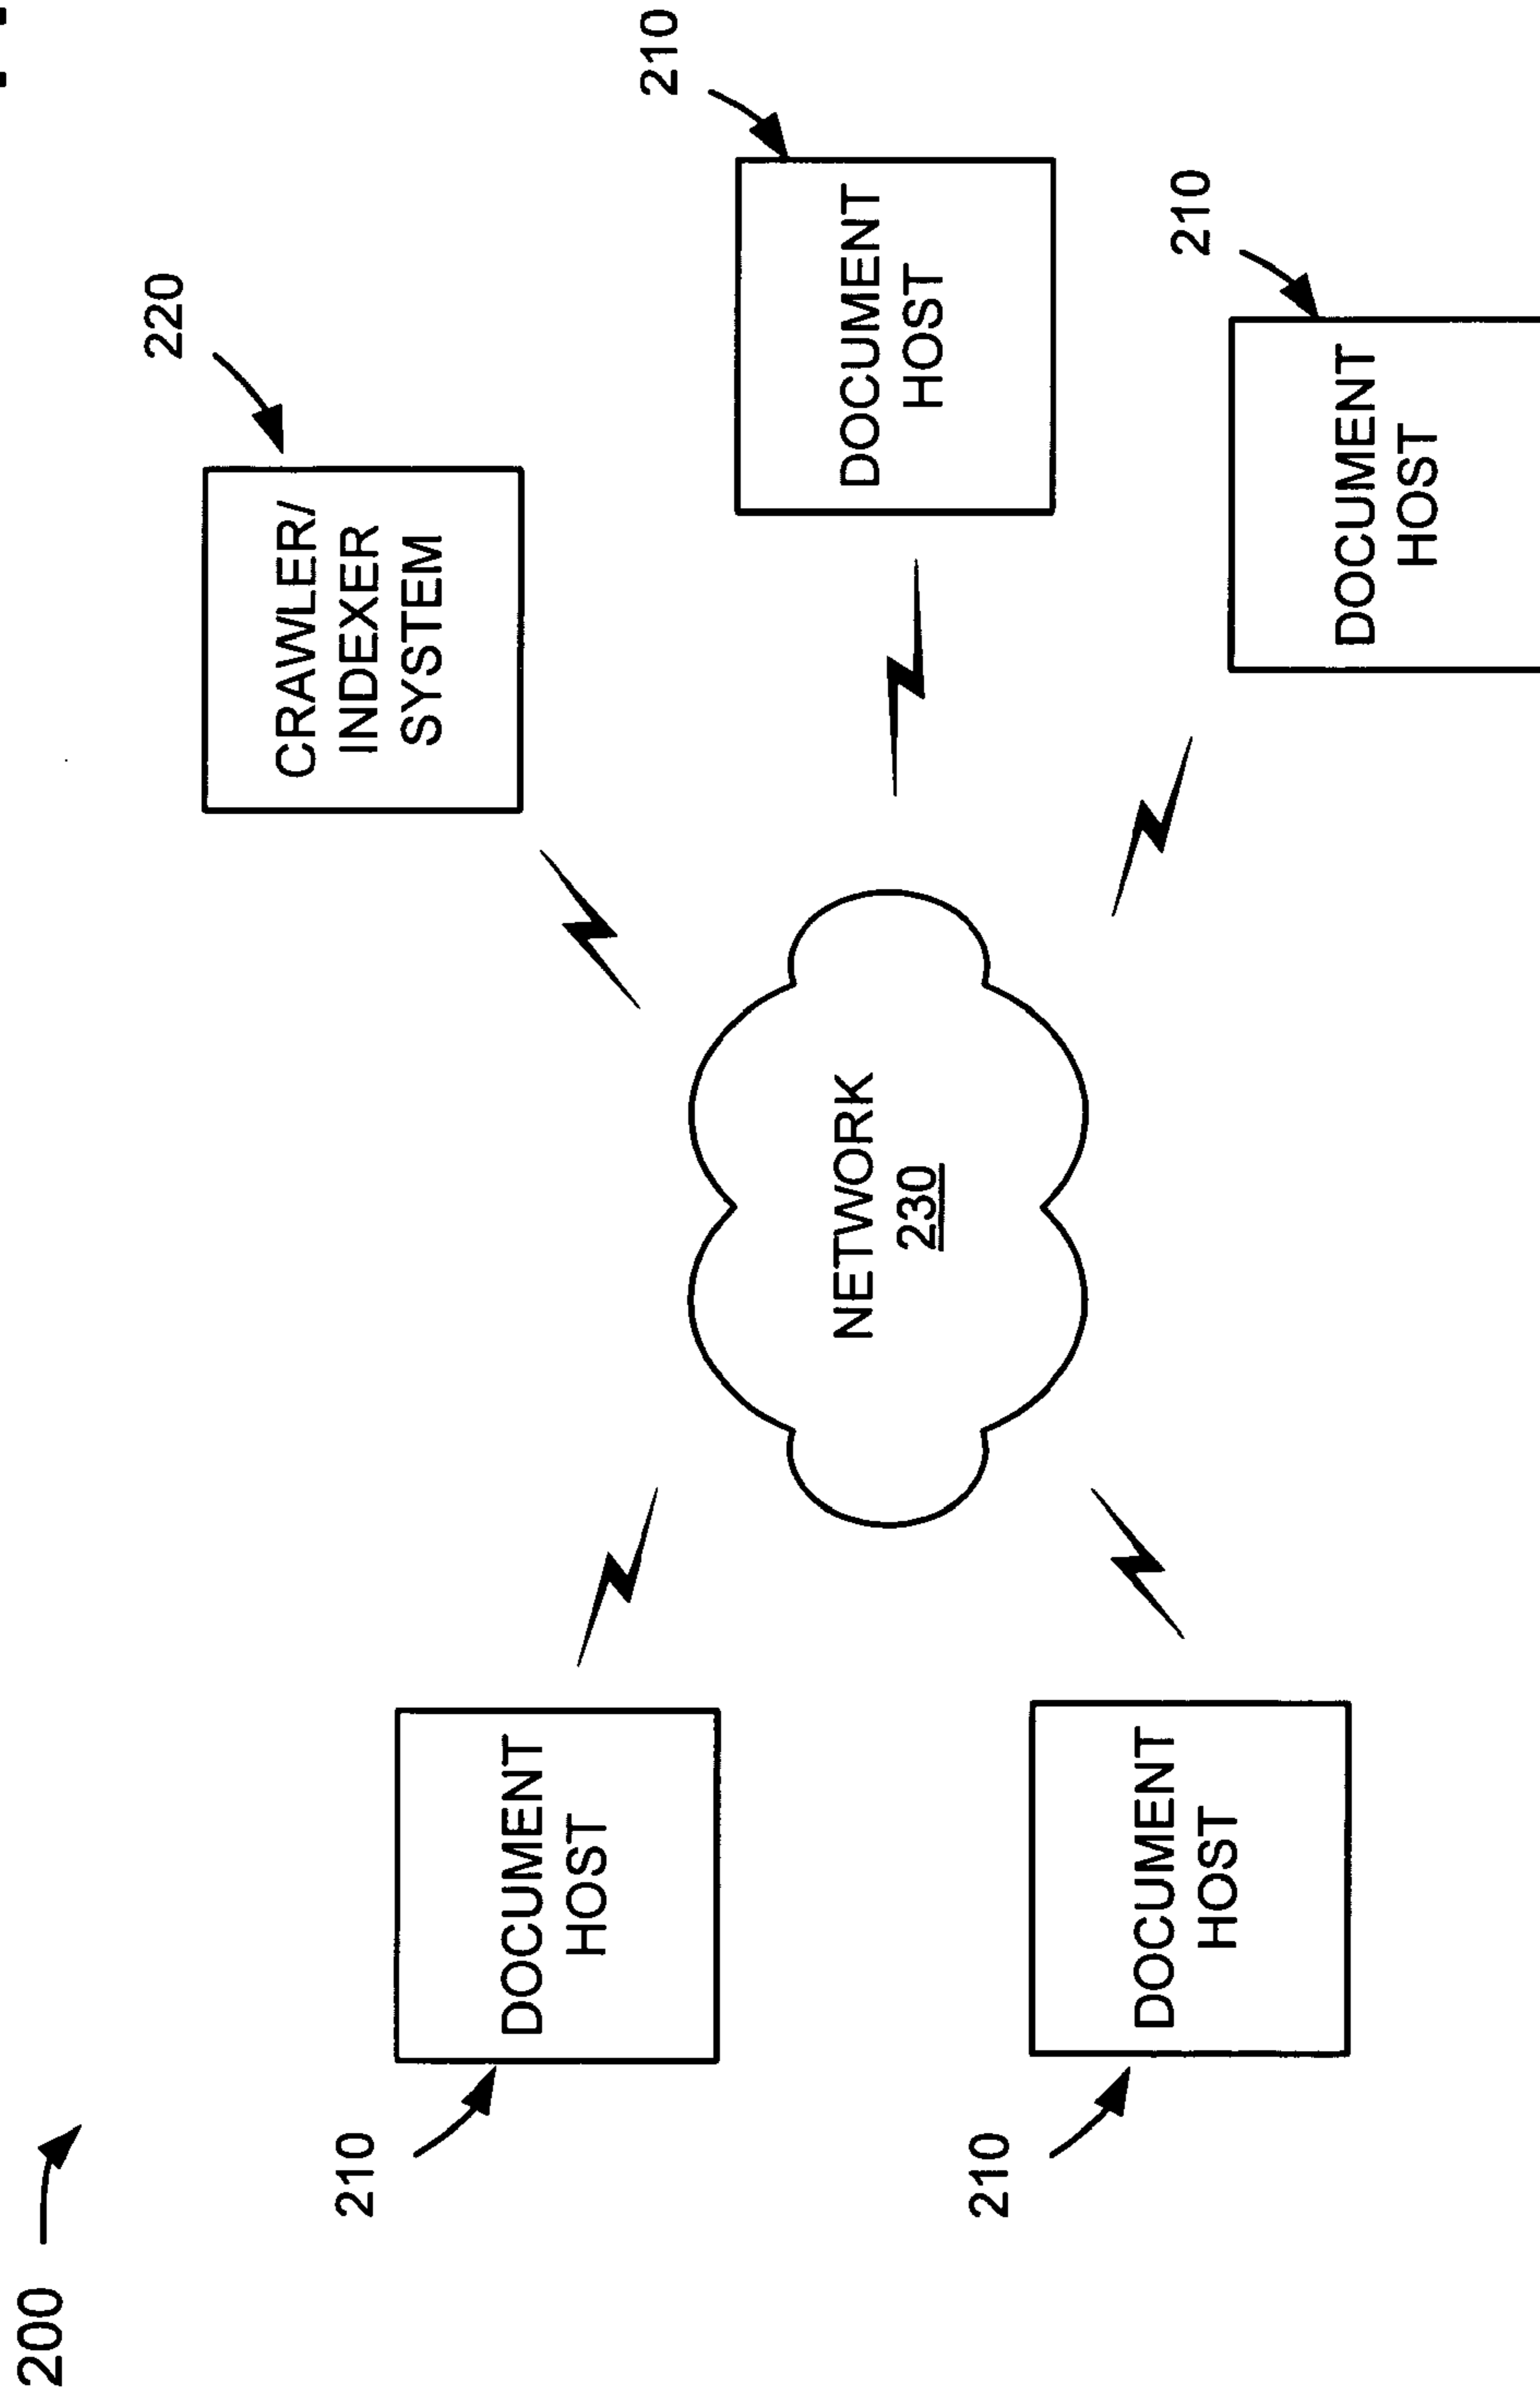 200
210
DOCUMENT
HOST
220
CRAWLER/
INDEXER
SYSTEM
210
DOCUMENT
HOST
NETWORK
230
210
DOCUMENT
HOST
210
DOCUMENT
HOST